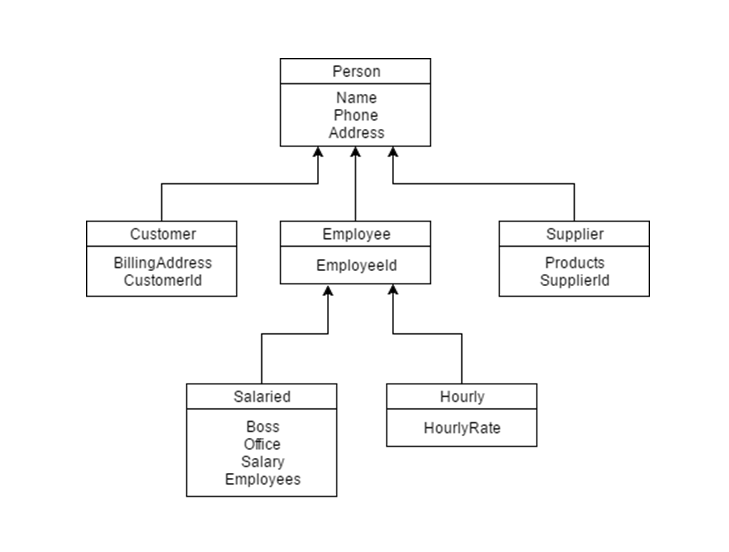 Person
Name
Phone
Address
Customer
BillingAddress
CustomerId
Employee
EmployeeId
Supplier
Products
SupplierId
Salaried
Boss
Office
Salary
Employees
Hourly
HourlyRate